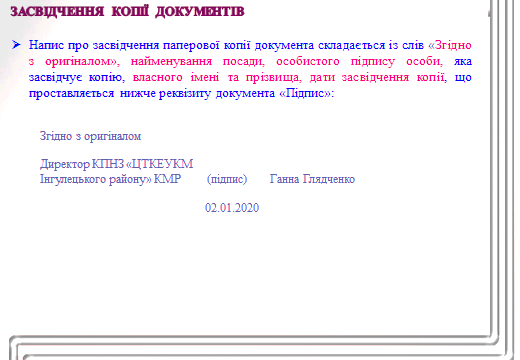 ЗАСВІДЧЕННЯ КОПІЇ ДОКУМЕНТІВ
Напис про засвідчення паперової копії документа складається із слів «Згідно
з оригіналом», найменування посади, особистого підпису особи, яка
засвідчує копію, власного імені та прізвища, дати засвідчення копії, що
проставляється нижче реквізиту документа «Підпис»:
Згідно з оригіналом
Директор КПНЗ «ЦТКЕУКМ
Інгулецького району» КМР (підпис) Ганна Глядченко
02.01.2020